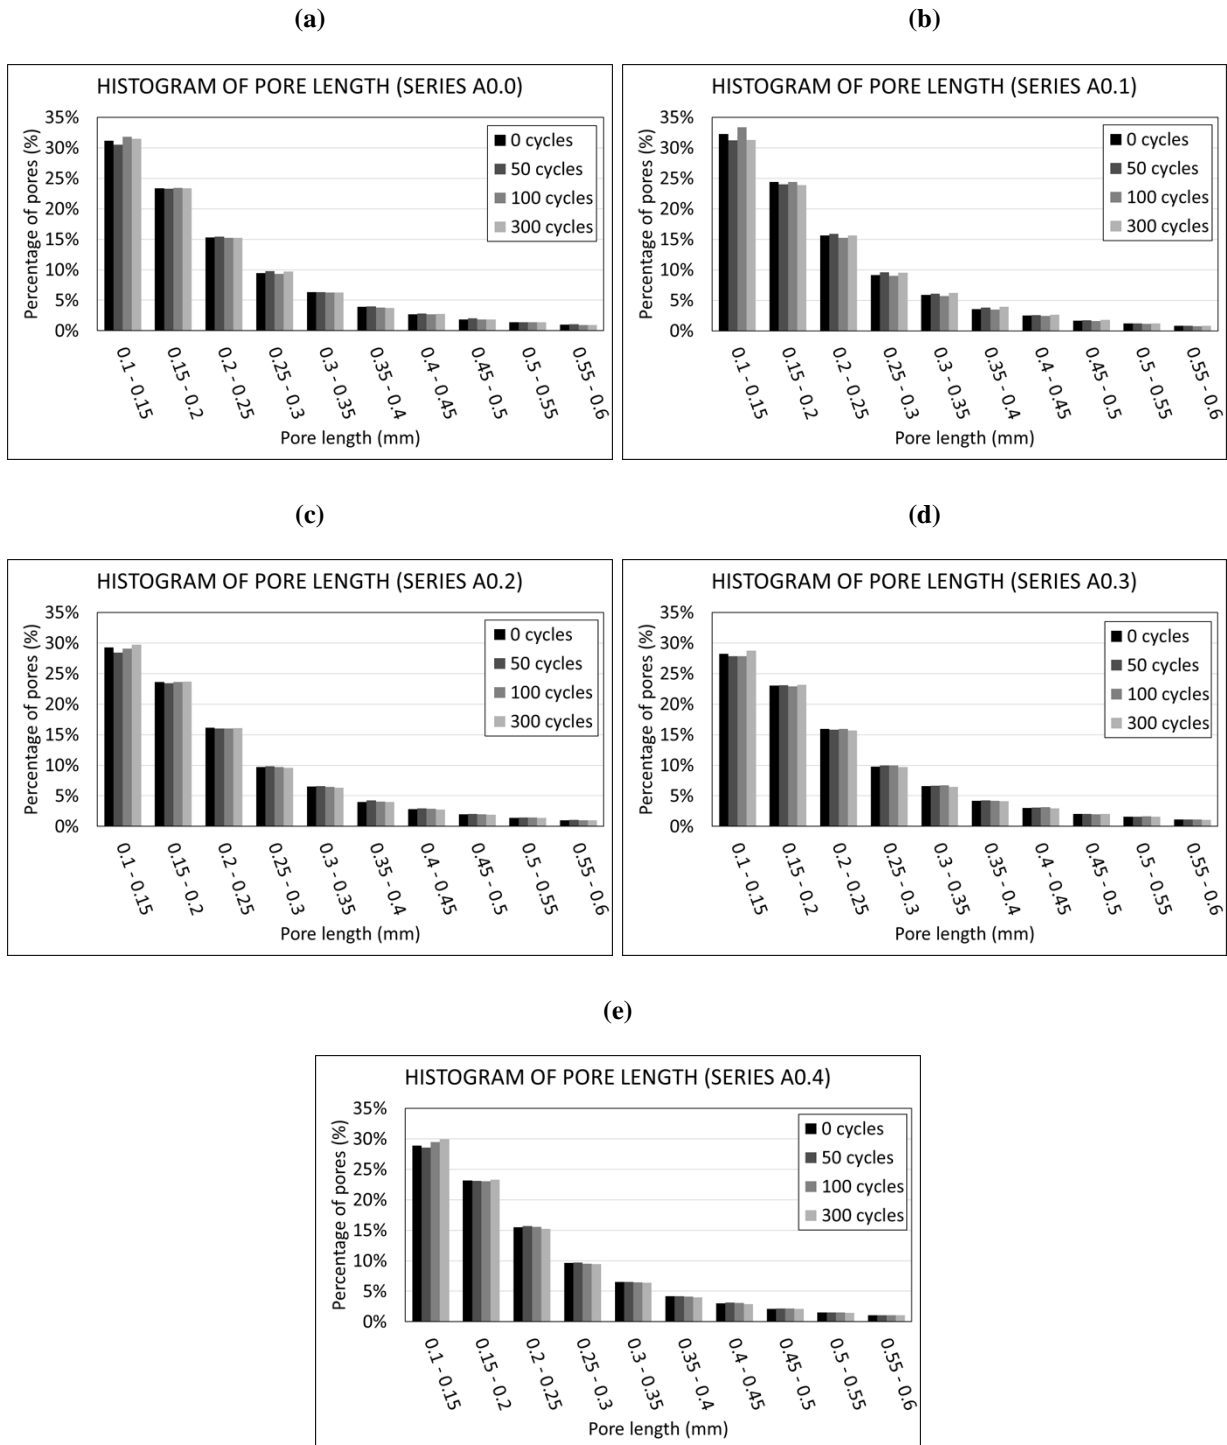 (a)
HISTOGRAM OF PORE LENGTH (SERIES A0.0)
35%
30%
25%
20%
15%
10%
5%
0%
Percentage of pores (%)
0 cycles
50 cycles
100 cycles
300 cycles
0.1 - 0.15
0.15 - 0.2
0.2 - 0.25
0.25 - 0.3
0.3 - 0.35
0.35 - 0.4
0.4 - 0.45
0.45 - 0.5
0.5 - 0.55
0.55 - 0.6
Pore length (mm)
(b)
HISTOGRAM OF PORE LENGTH (SERIES A0.1)
35%
30%
25%
20%
15%
10%
5%
0%
Percentage of pores (%)
0 cycles
50 cycles
100 cycles
300 cycles
0.1 - 0.15
0.15 - 0.2
0.2 - 0.25
0.25 - 0.3
0.3 - 0.35
0.35 - 0.4
0.4 - 0.45
0.45 - 0.5
0.5 - 0.55
0.55 - 0.6
Pore length (mm)
(c)
HISTOGRAM OF PORE LENGTH (SERIES A0.2)
35%
30%
25%
20%
15%
10%
5%
0%
Percentage of pores (%)
0 cycles
50 cycles
100 cycles
300 cycles
0.1 - 0.15
0.15 - 0.2
0.2 - 0.25
0.25 - 0.3
0.3 - 0.35
0.35 - 0.4
0.4 - 0.45
0.45 - 0.5
0.5 - 0.55
0.55 - 0.6
Pore length (mm)
(d)
HISTOGRAM OF PORE LENGTH (SERIES A0.3)
35%
30%
25%
20%
15%
10%
5%
0%
Percentage of pores (%)
0 cycles
50 cycles
100 cycles
300 cycles
0.1 - 0.15
0.15 - 0.2
0.2 - 0.25
0.25 - 0.3
0.3 - 0.35
0.35 - 0.4
0.4 - 0.45
0.45 - 0.5
0.5 - 0.55
0.55 - 0.6
Pore length (mm)
(e)
HISTOGRAM OF PORE LENGTH (SERIES A0.4)
35%
30%
25%
20%
15%
10%
5%
0%
Percentage of pores (%)
0 cycles
50 cycles
100 cycles
300 cycles
0.1 - 0.15
0.15 - 0.2
0.2 - 0.25
0.25 - 0.3
0.3 - 0.35
0.35 - 0.4
0.4 - 0.45
0.45 - 0.5
0.5 - 0.55
0.55 - 0.6
Pore length (mm)